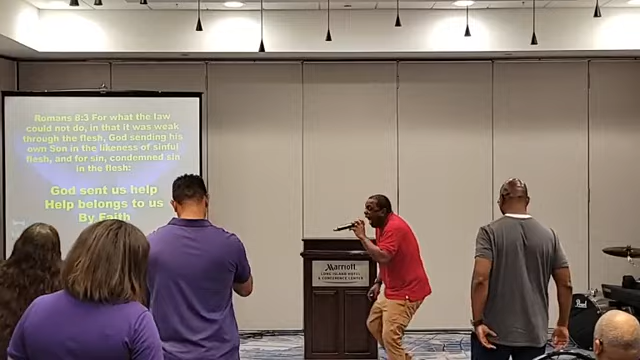 Romans 8:3 For what the law
could not do, in that it was weak
through the flesh, God sending his
own Son in the likeness of sinful
flesh, and for sin, condemned sin
in the flesh:
God sent us help
Help belongs to us
By Faith
Marriott
LONG ISLAND HOTEL
& CONFERENCE CENTER
Pearl